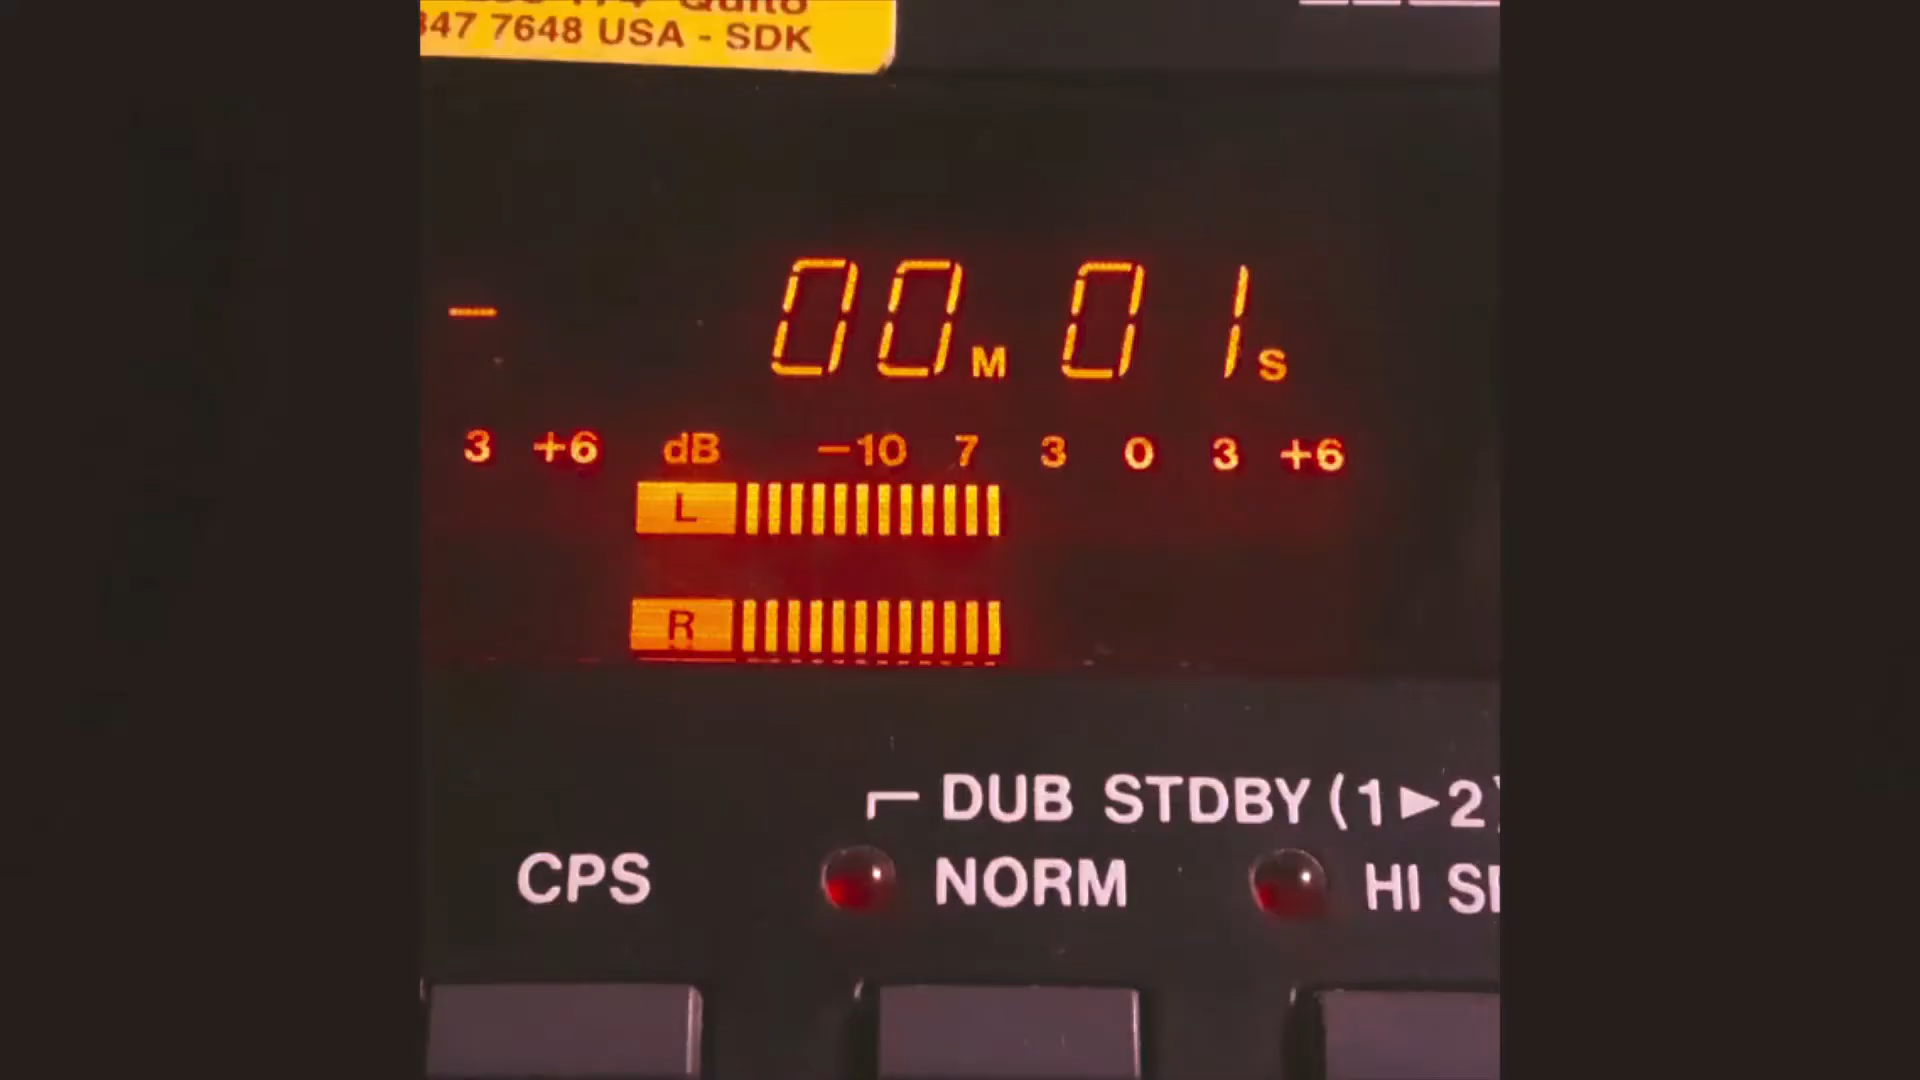 Quito
347 7648 USA - SDK
– 00M 01S
3 +6 dB −10 7 3 0 3 +6
L
R
DUB STDBY (1▶2)
CPS NORM HI